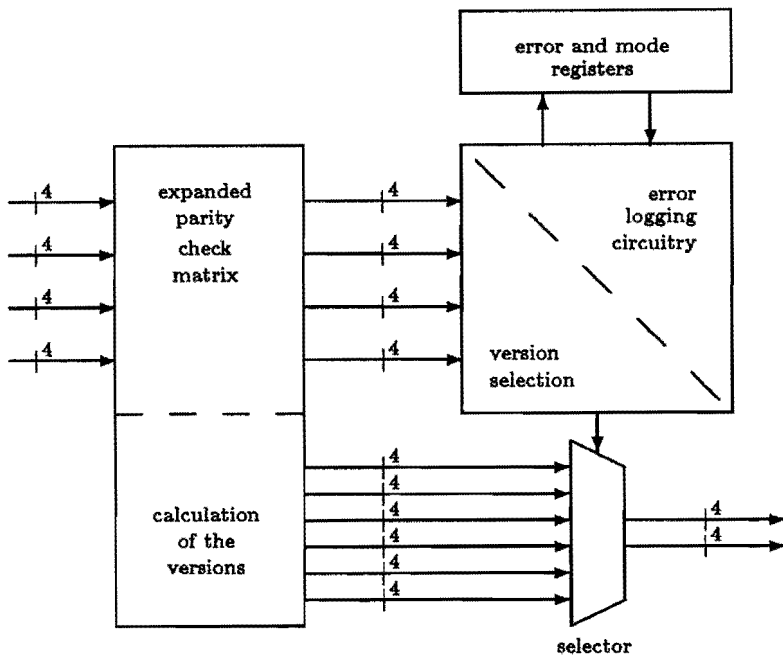 error and mode
registers
4
4
4
4
expanded
parity
check
matrix
4
4
4
4
error
logging
circuitry
version
selection
4
4
4
4
4
4
calculation
of the
versions
4
4
selector